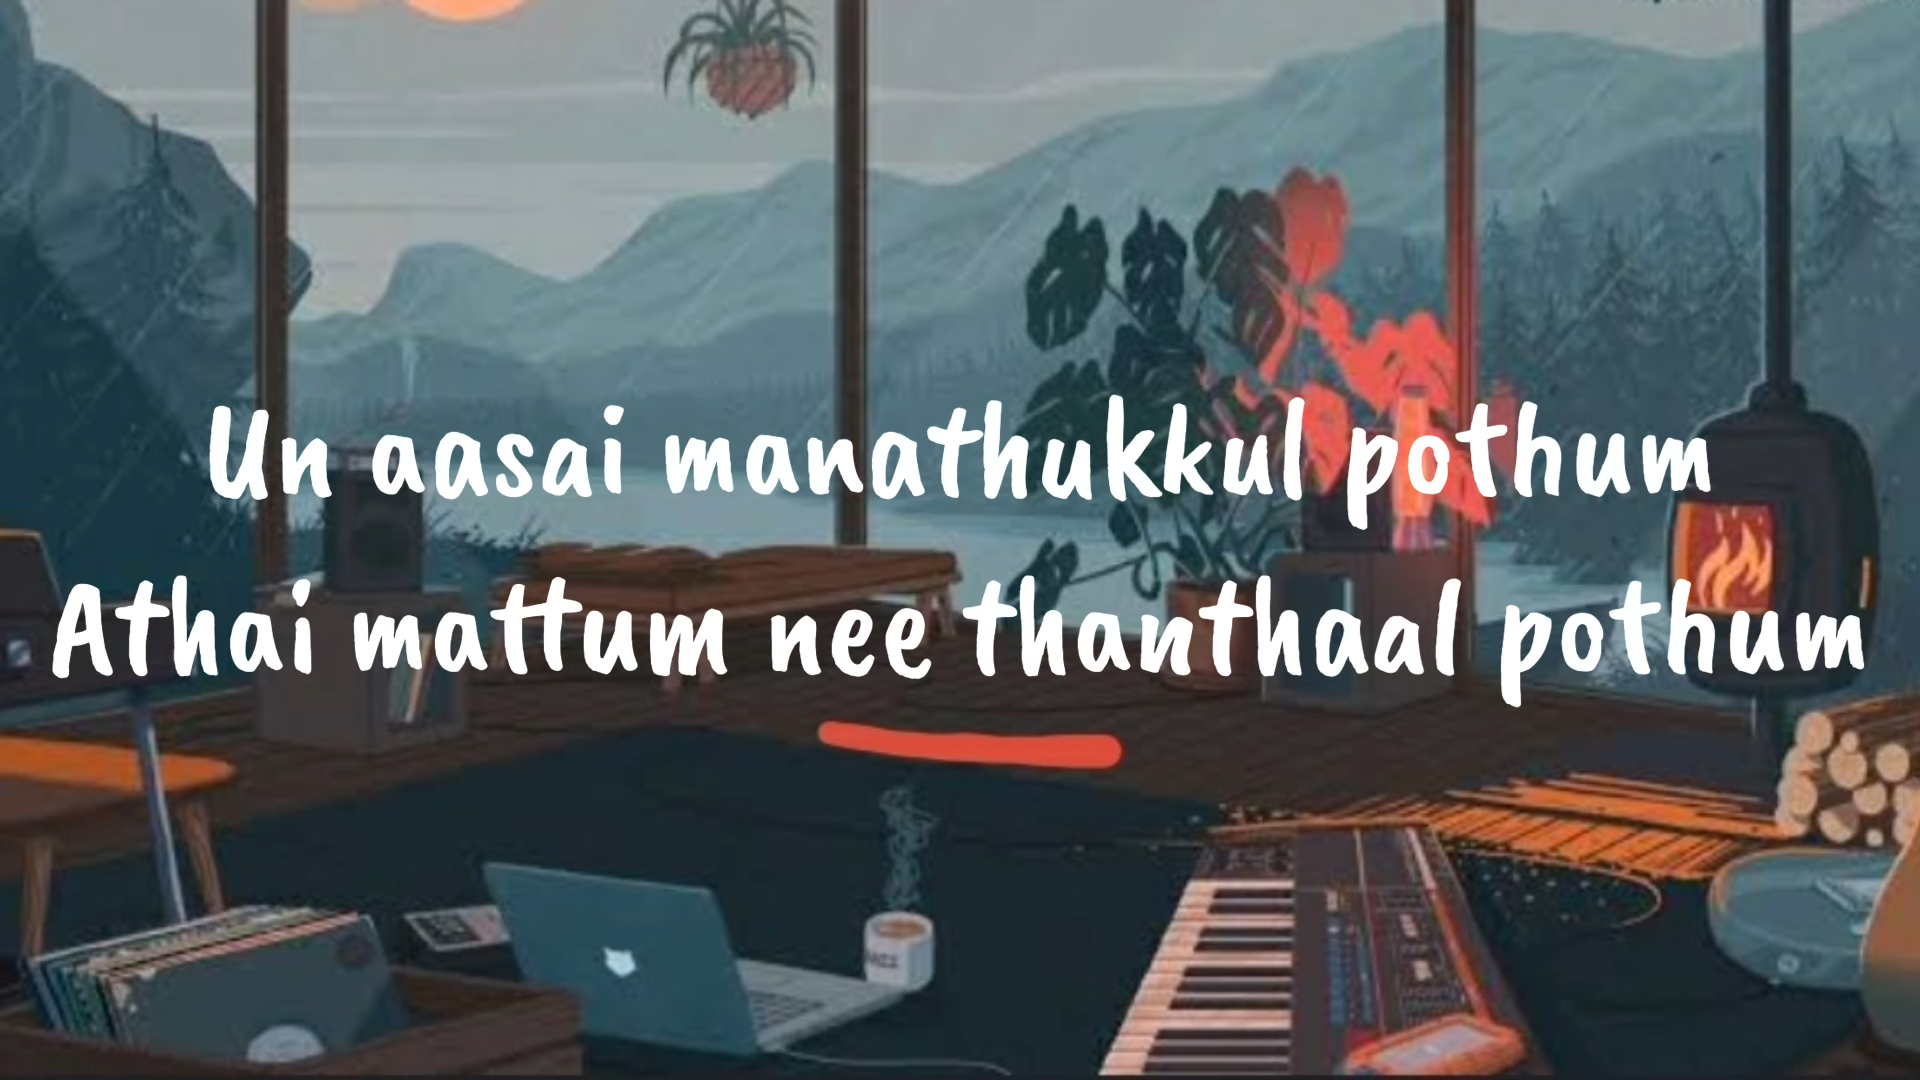 Un aasai manathukkul pothum
Athai mattum nee thanthaal pothum